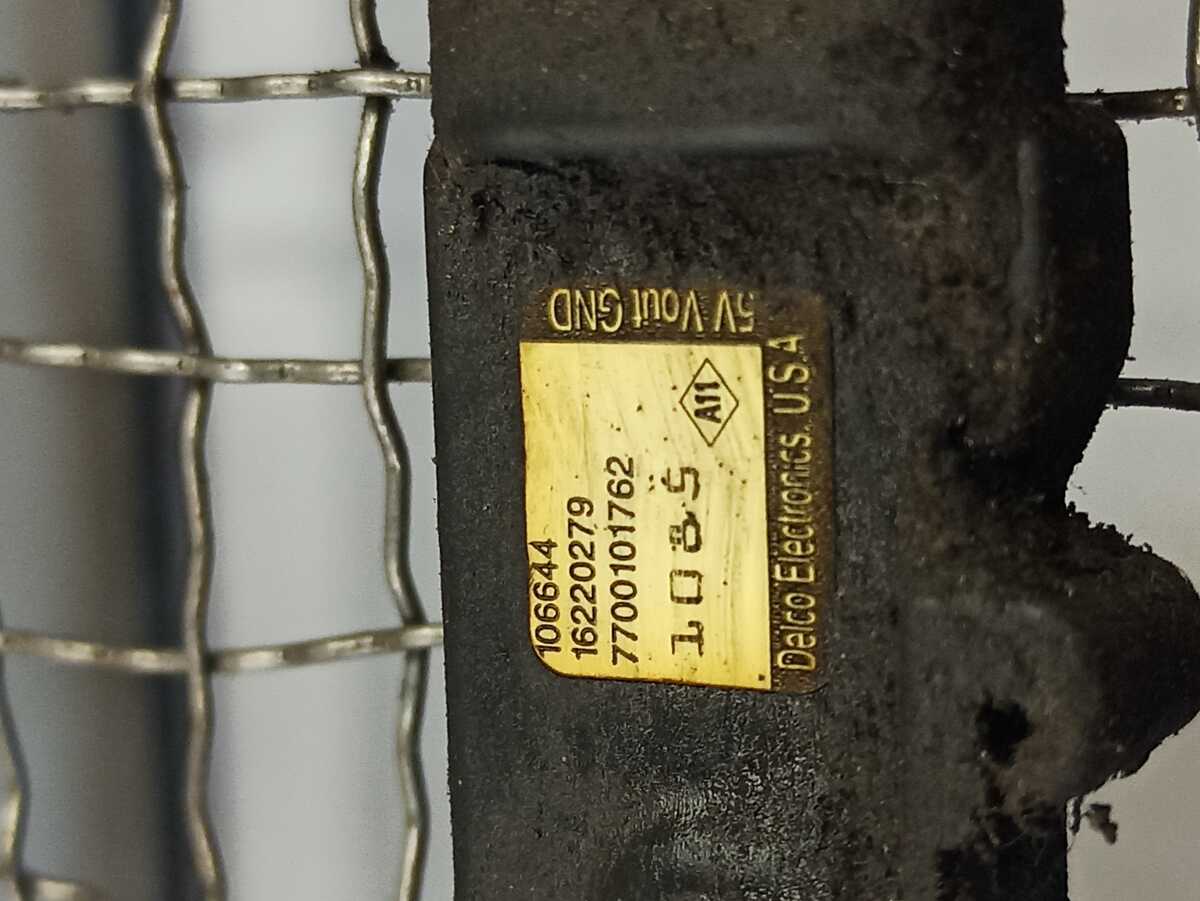 5V Vout GND
106644
16220279
7700101762
1085
A11
Delco Electronics. U.S.A